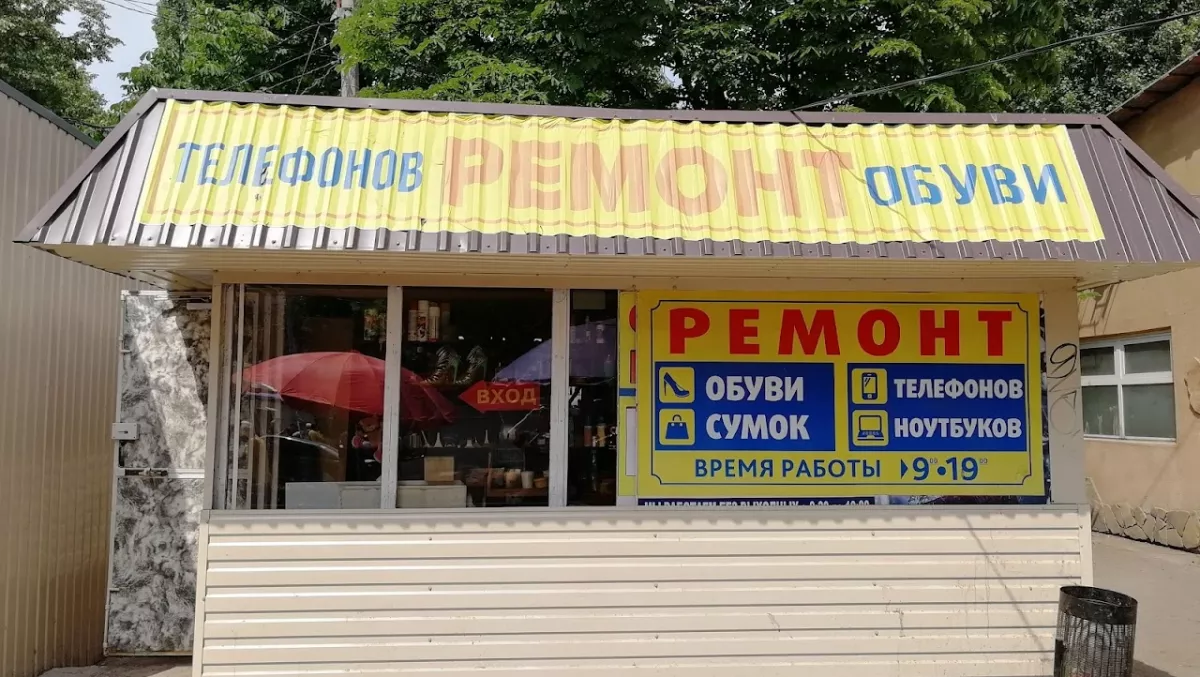 ТЕЛЕФОНОВ РЕМОНТ ОБУВИ
ВХОД
РЕМОНТ
ОБУВИ
СУМОК
ТЕЛЕФОНОВ
НОУТБУКОВ
ВРЕМЯ РАБОТЫ 9⁰⁰•19⁰⁰